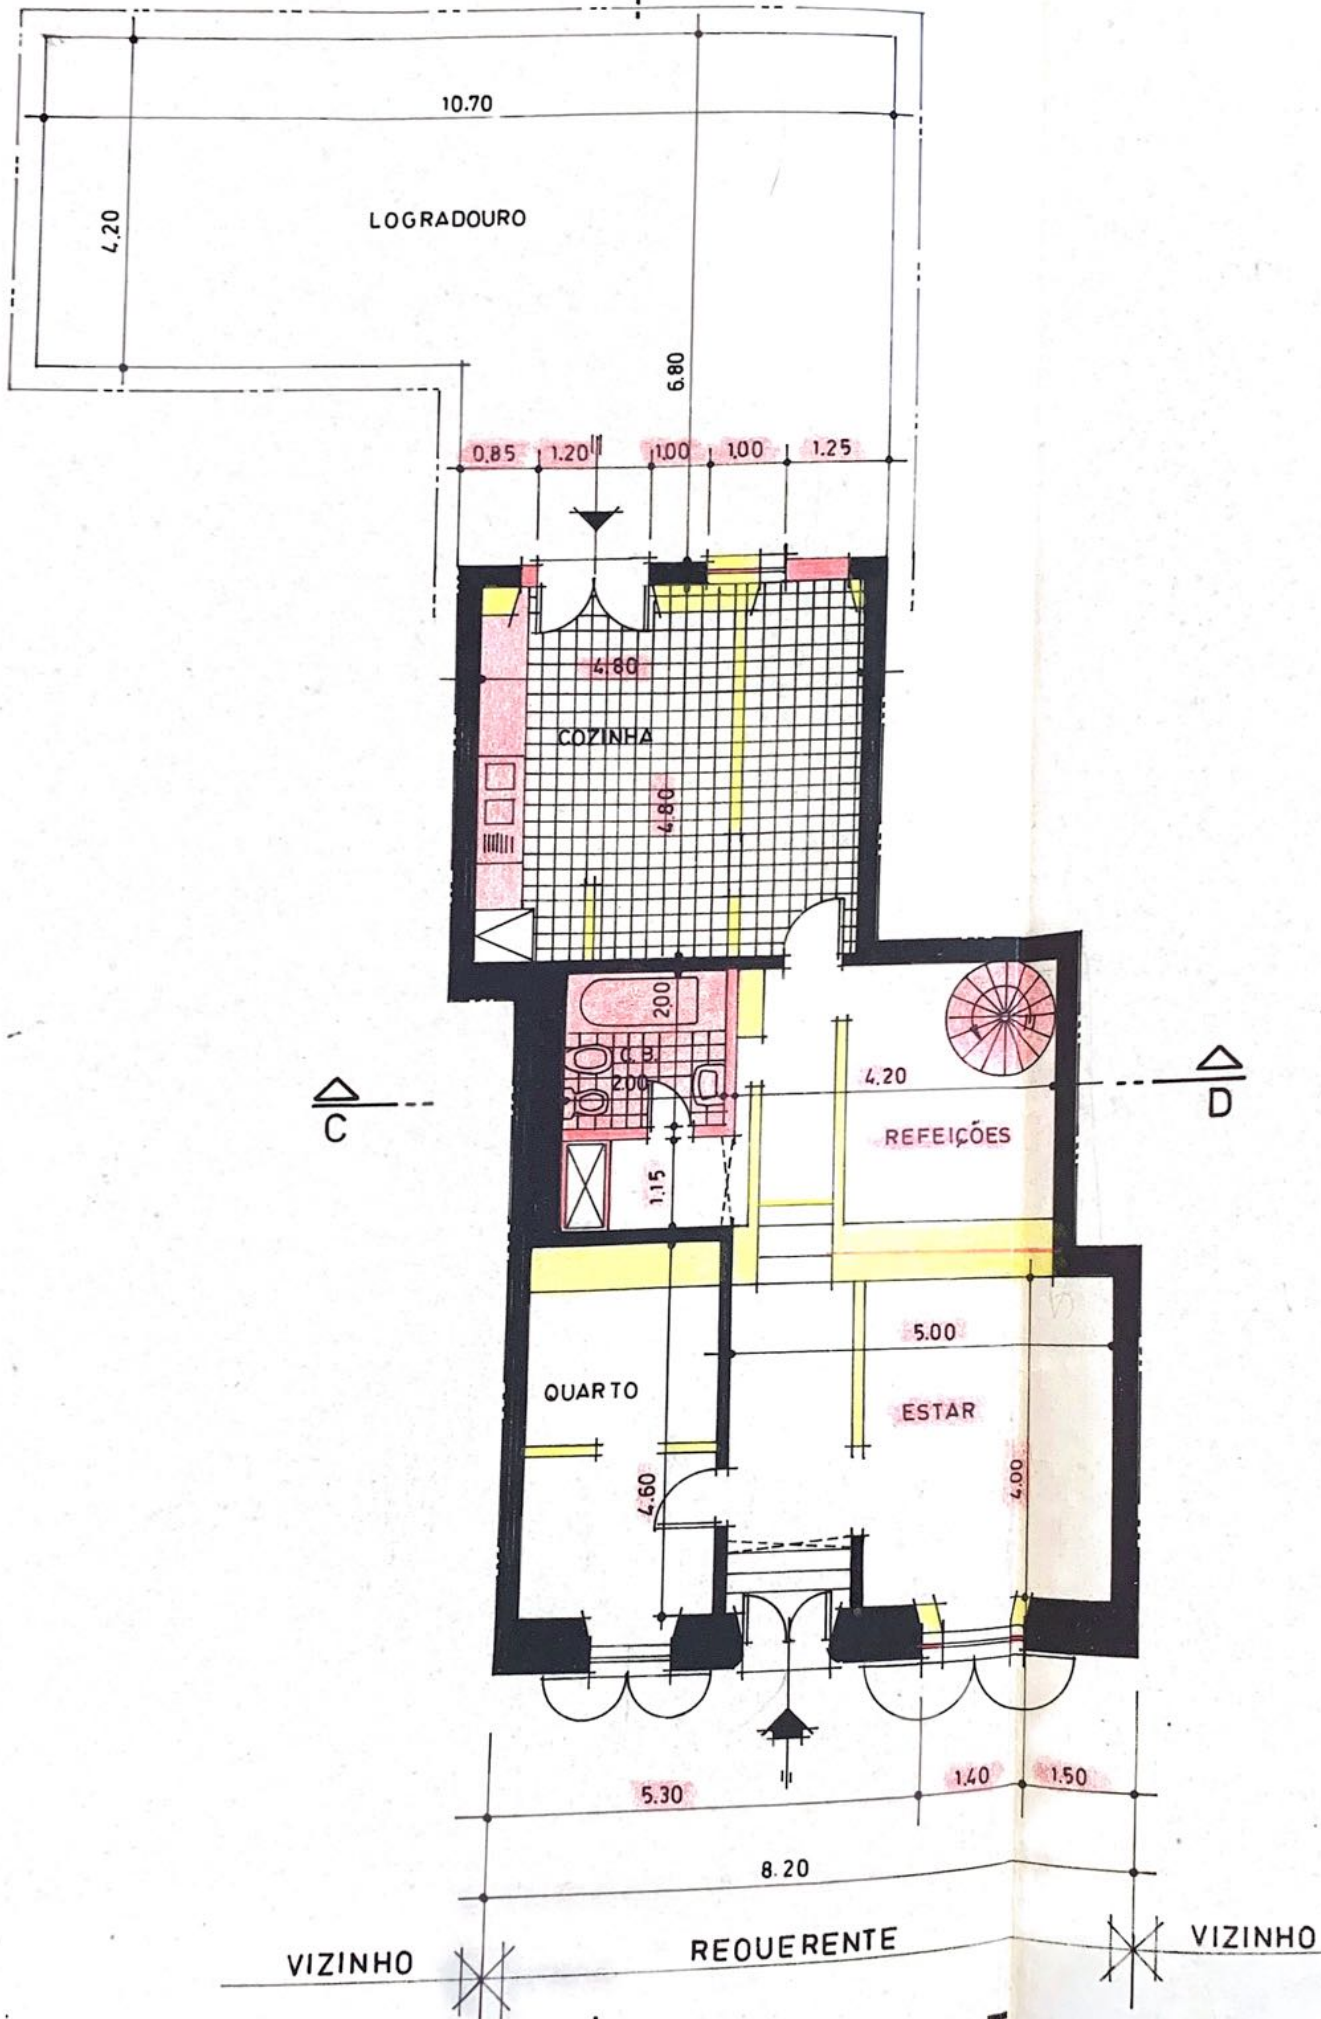 10.70
4.20
LOGRADOURO
6.80
0.85 1.20 1.00 1.00 1.25
4.80
COZINHA
4.80
2.00
C. B.
2.00
4.20
C
D
REFEIÇÕES
1.15
5.00
QUARTO
ESTAR
4.60
4.00
5.30 1.40 1.50
8.20
VIZINHO REQUERENTE VIZINHO